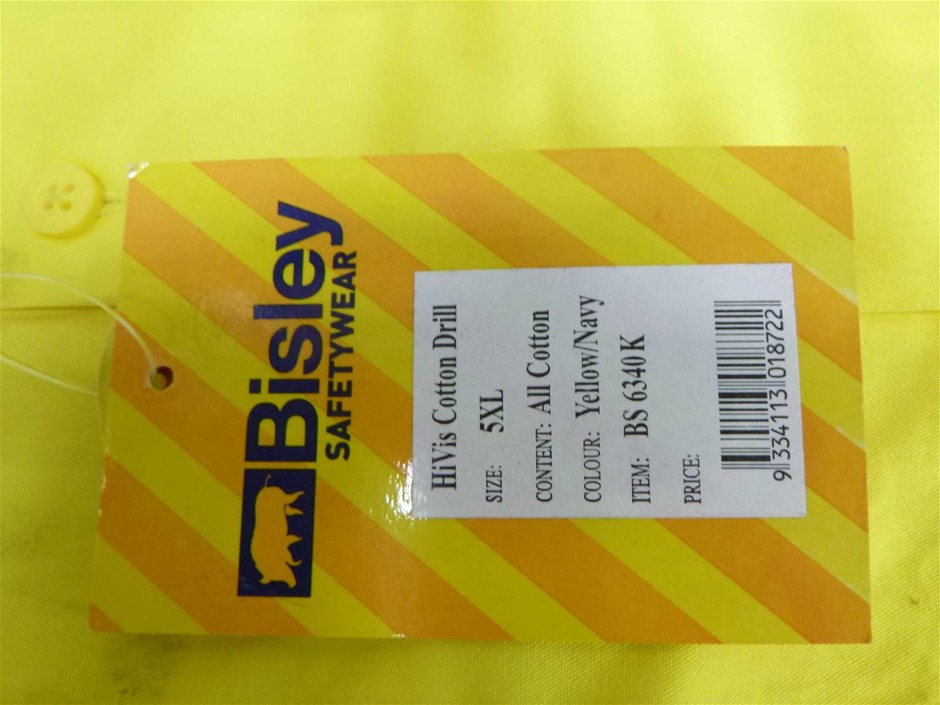 Bisley
SAFETYWEAR
HiVis Cotton Drill
SIZE: 5XL
CONTENT: All Cotton
COLOUR: Yellow/Navy
ITEM: BS 6340 K
PRICE:
9 334113 018722